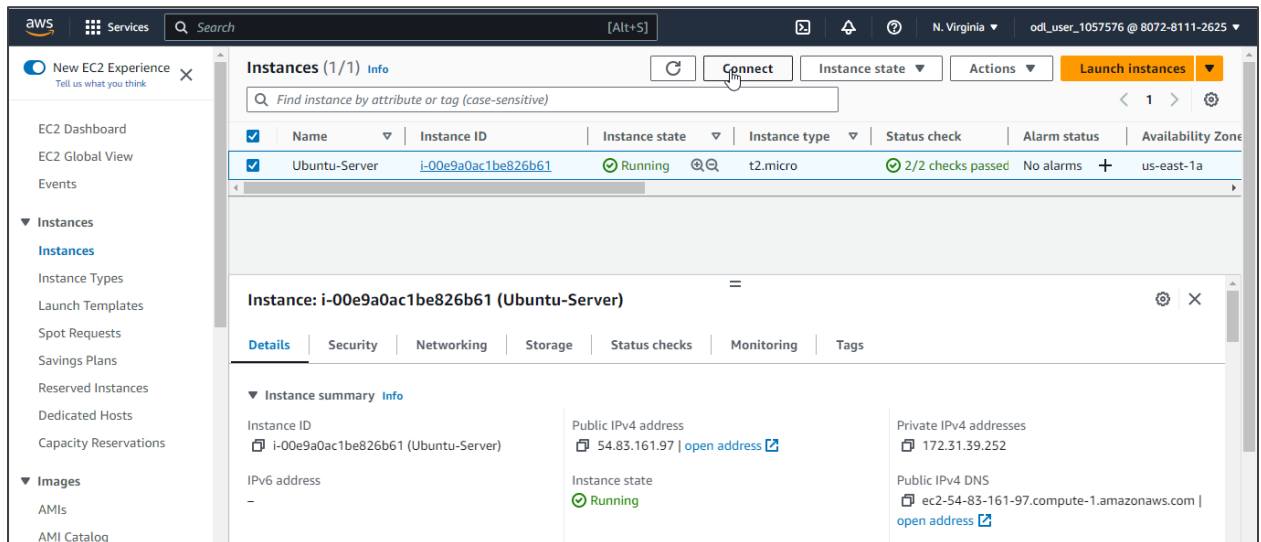 aws Services Search [Alt+S] N. Virginia odl_user_1057576 @ 8072-8111-2625
New EC2 Experience
Tell us what you think
EC2 Dashboard
EC2 Global View
Events
Instances
Instances
Instance Types
Launch Templates
Spot Requests
Savings Plans
Reserved Instances
Dedicated Hosts
Capacity Reservations
Images
AMIs
AMI Catalog
Instances (1/1) Info
Connect Instance state Actions Launch instances
Find instance by attribute or tag (case-sensitive) 1
Name Instance ID Instance state Instance type Status check Alarm status Availability Zone
Ubuntu-Server i-00e9a0ac1be826b61 Running t2.micro 2/2 checks passed No alarms us-east-1a
Instance: i-00e9a0ac1be826b61 (Ubuntu-Server)
Details Security Networking Storage Status checks Monitoring Tags
Instance summary Info
Instance ID
i-00e9a0ac1be826b61 (Ubuntu-Server)
Public IPv4 address
54.83.161.97 | open address
Private IPv4 addresses
172.31.39.252
IPv6 address
–
Instance state
Running
Public IPv4 DNS
ec2-54-83-161-97.compute-1.amazonaws.com |
open address